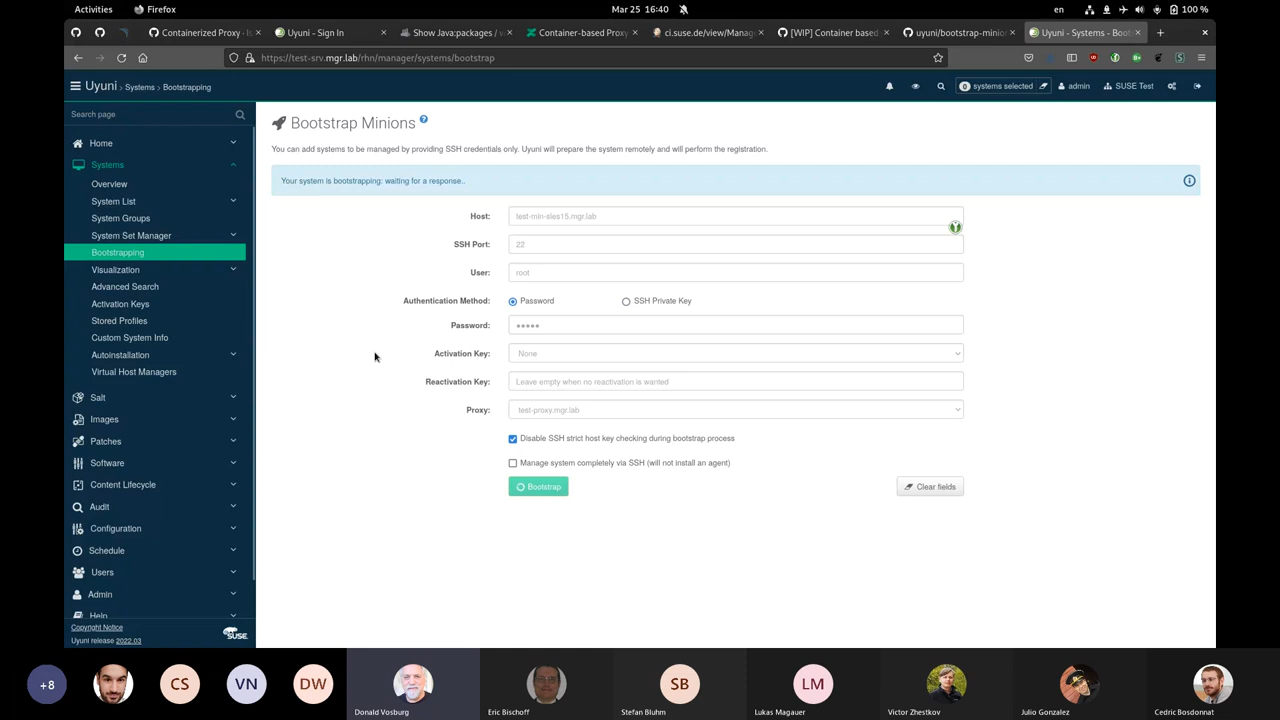 Activities
Firefox
Mar 25 16:40
en
100 %
Containerized Proxy · Is
Uyuni - Sign In
Show Java:packages / v
Container-based Proxy
ci.suse.de/view/Manag
[WIP] Container based
uyuni/bootstrap-minio
Uyuni - Systems - Boots
https://test-srv.mgr.lab/rhn/manager/systems/bootstrap
Uyuni > Systems > Bootstrapping
0 systems selected
admin
SUSE Test
Search page
Home
Systems
Overview
System List
System Groups
System Set Manager
Bootstrapping
Visualization
Advanced Search
Activation Keys
Stored Profiles
Custom System Info
Autoinstallation
Virtual Host Managers
Salt
Images
Patches
Software
Content Lifecycle
Audit
Configuration
Schedule
Users
Admin
Help
Copyright Notice
Uyuni release 2022.03
SUSE
Bootstrap Minions
You can add systems to be managed by providing SSH credentials only. Uyuni will prepare the system remotely and will perform the registration.
Your system is bootstrapping: waiting for a response..
Host: test-min-sles15.mgr.lab
SSH Port: 22
User: root
Authentication Method: Password SSH Private Key
Password: •••••
Activation Key: None
Reactivation Key: Leave empty when no reactivation is wanted
Proxy: test-proxy.mgr.lab
Disable SSH strict host key checking during bootstrap process
Manage system completely via SSH (will not install an agent)
Bootstrap
Clear fields
+8
CS
VN
DW
SB
LM
Donald Vosburg
Eric Bischoff
Stefan Bluhm
Lukas Magauer
Victor Zhestkov
Julio Gonzalez
Cedric Bosdonnat